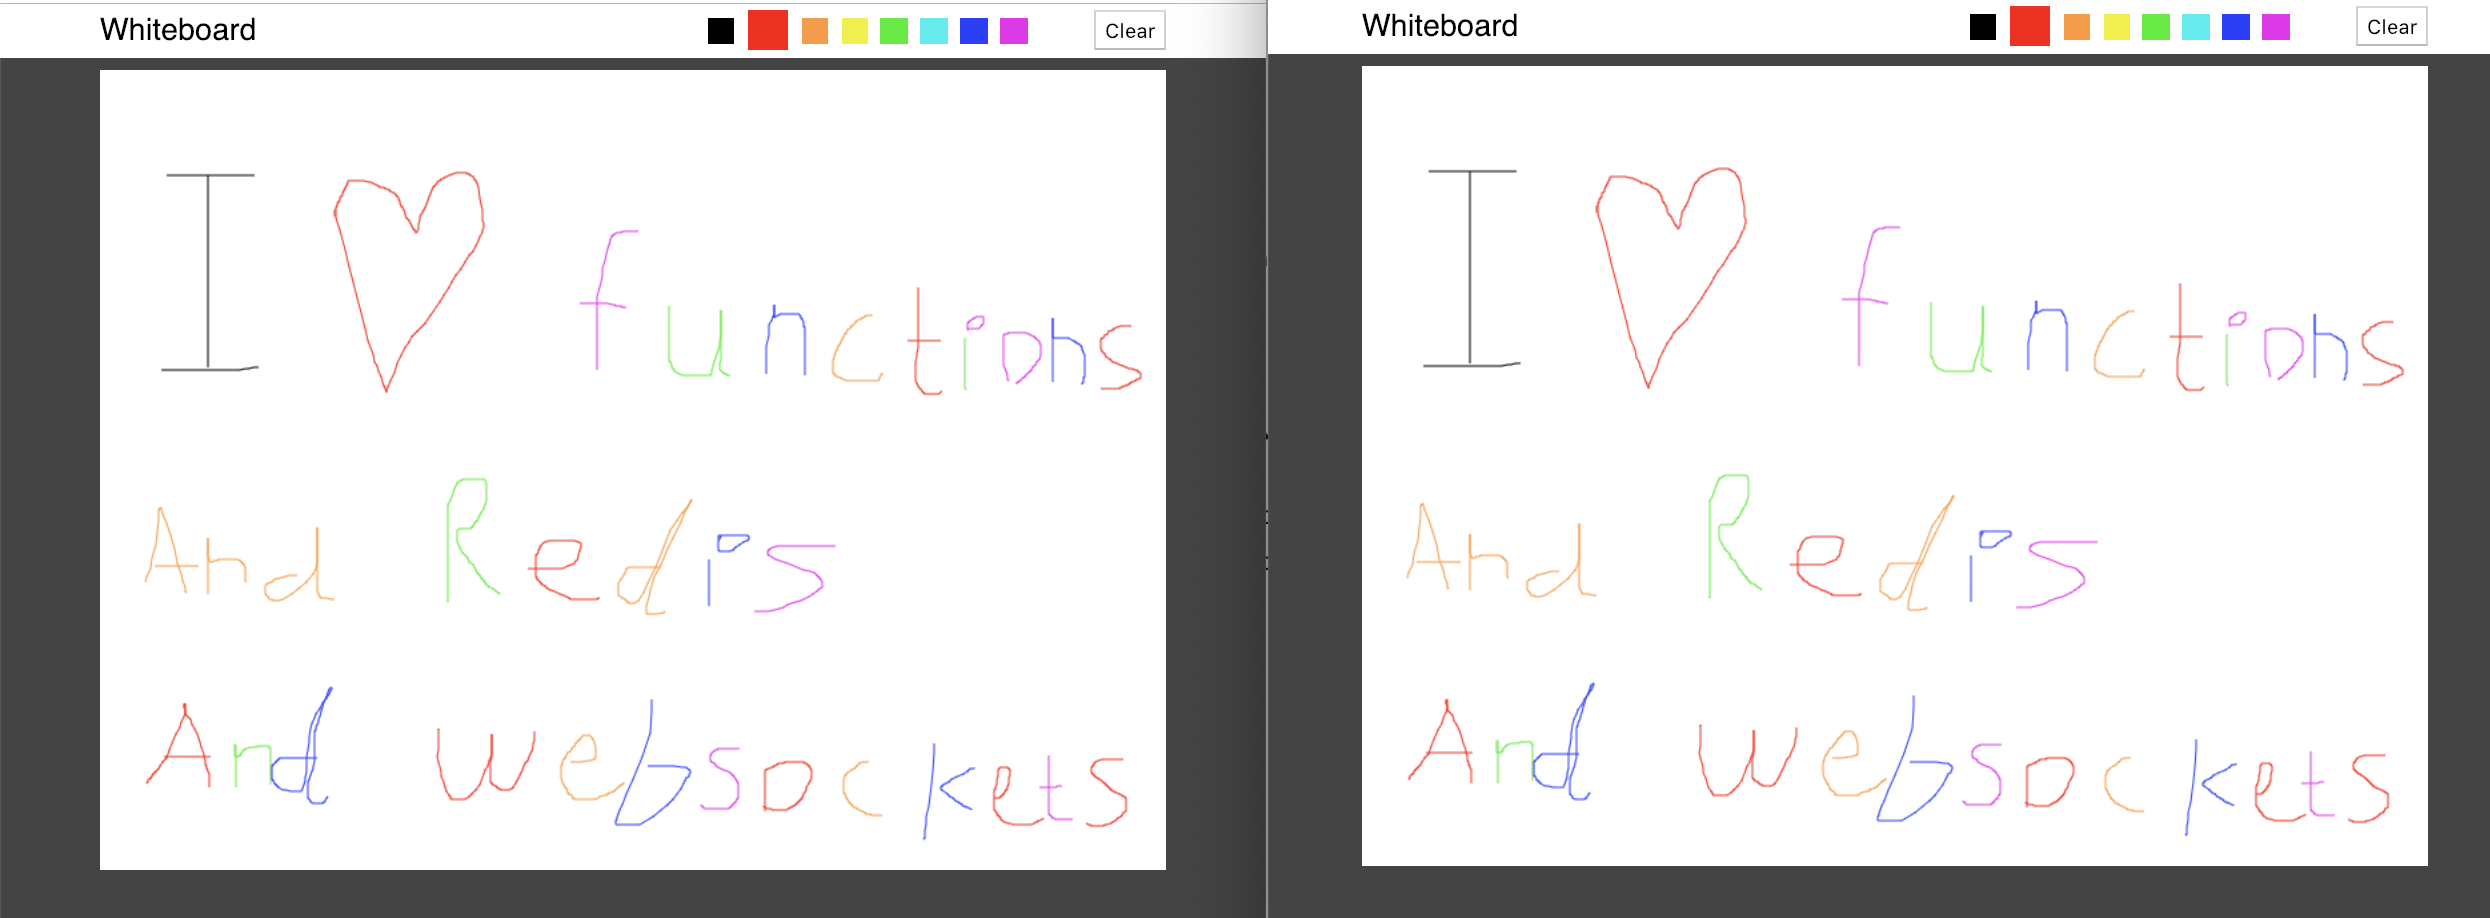 Whiteboard Clear
I ♥ functions
And Redis
And websockets
Whiteboard Clear
I ♥ functions
And Redis
And websockets